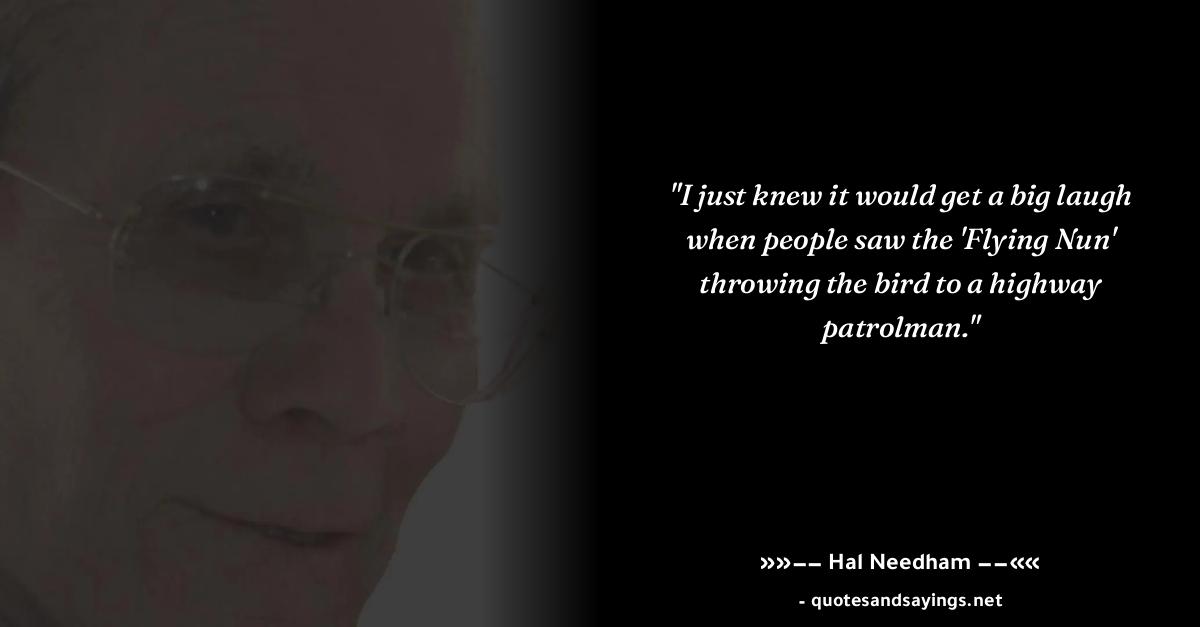 "I just knew it would get a big laugh
when people saw the 'Flying Nun'
throwing the bird to a highway
patrolman."
»»−− Hal Needham −−««
- quotesandsayings.net